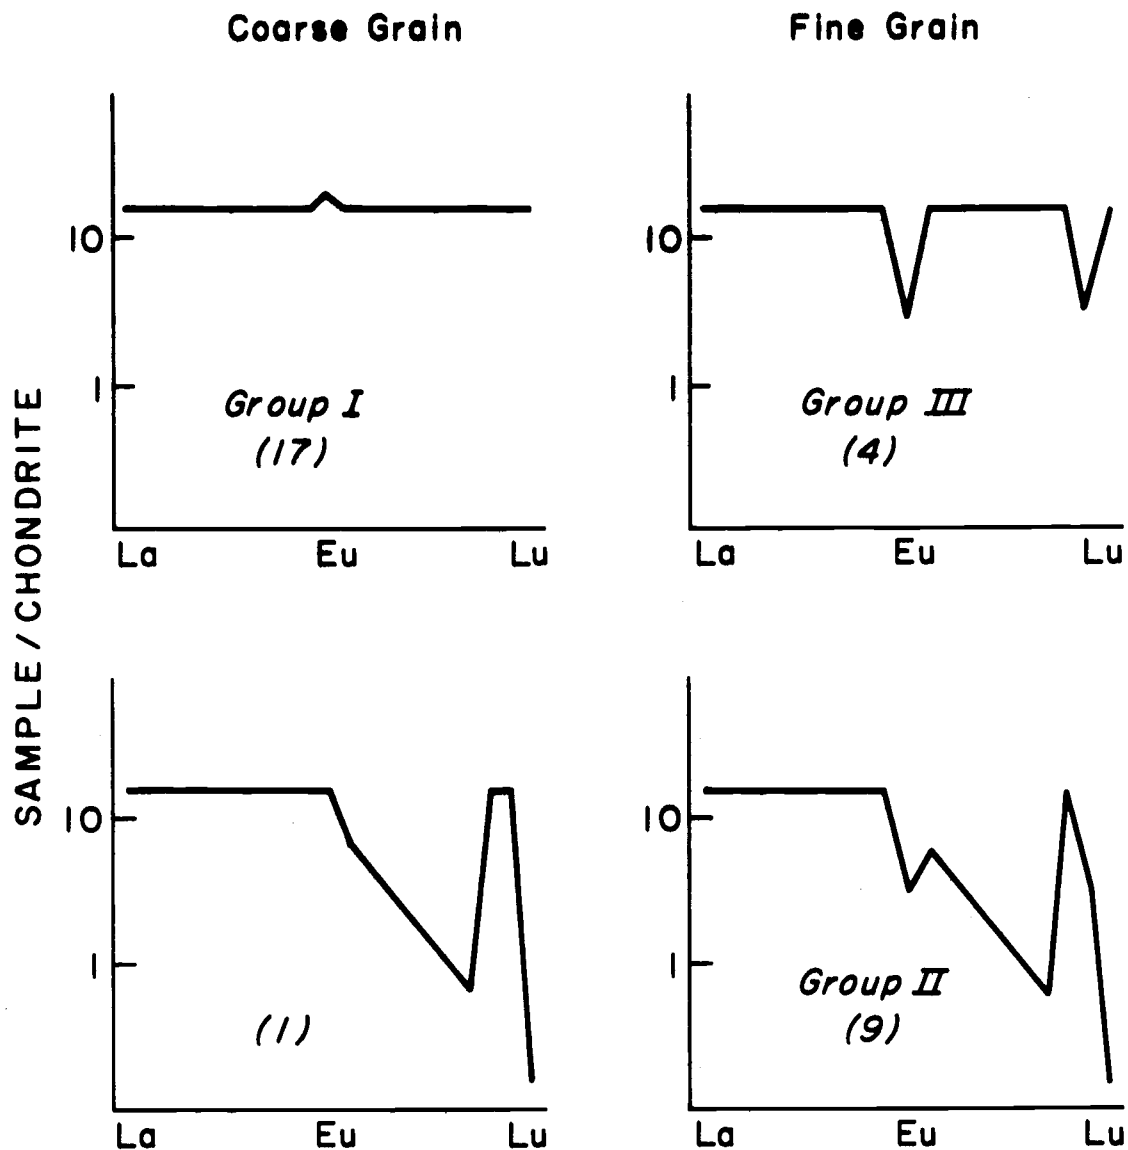 Coarse Grain
Fine Grain
SAMPLE/CHONDRITE
10
1
Group I
(17)
La Eu Lu
10
1
Group III
(4)
La Eu Lu
10
1
(1)
La Eu Lu
10
1
Group II
(9)
La Eu Lu